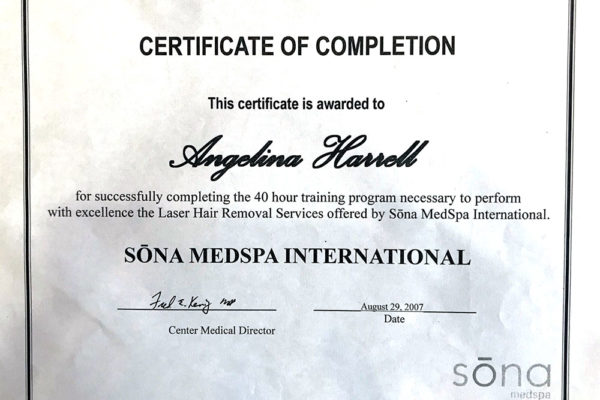 CERTIFICATE OF COMPLETION
This certificate is awarded to
Angelina Harrell
for successfully completing the 40 hour training program necessary to perform
with excellence the Laser Hair Removal Services offered by Sōna MedSpa International.
SŌNA MEDSPA INTERNATIONAL
August 29, 2007
Center Medical Director
Date
sōna
medspa